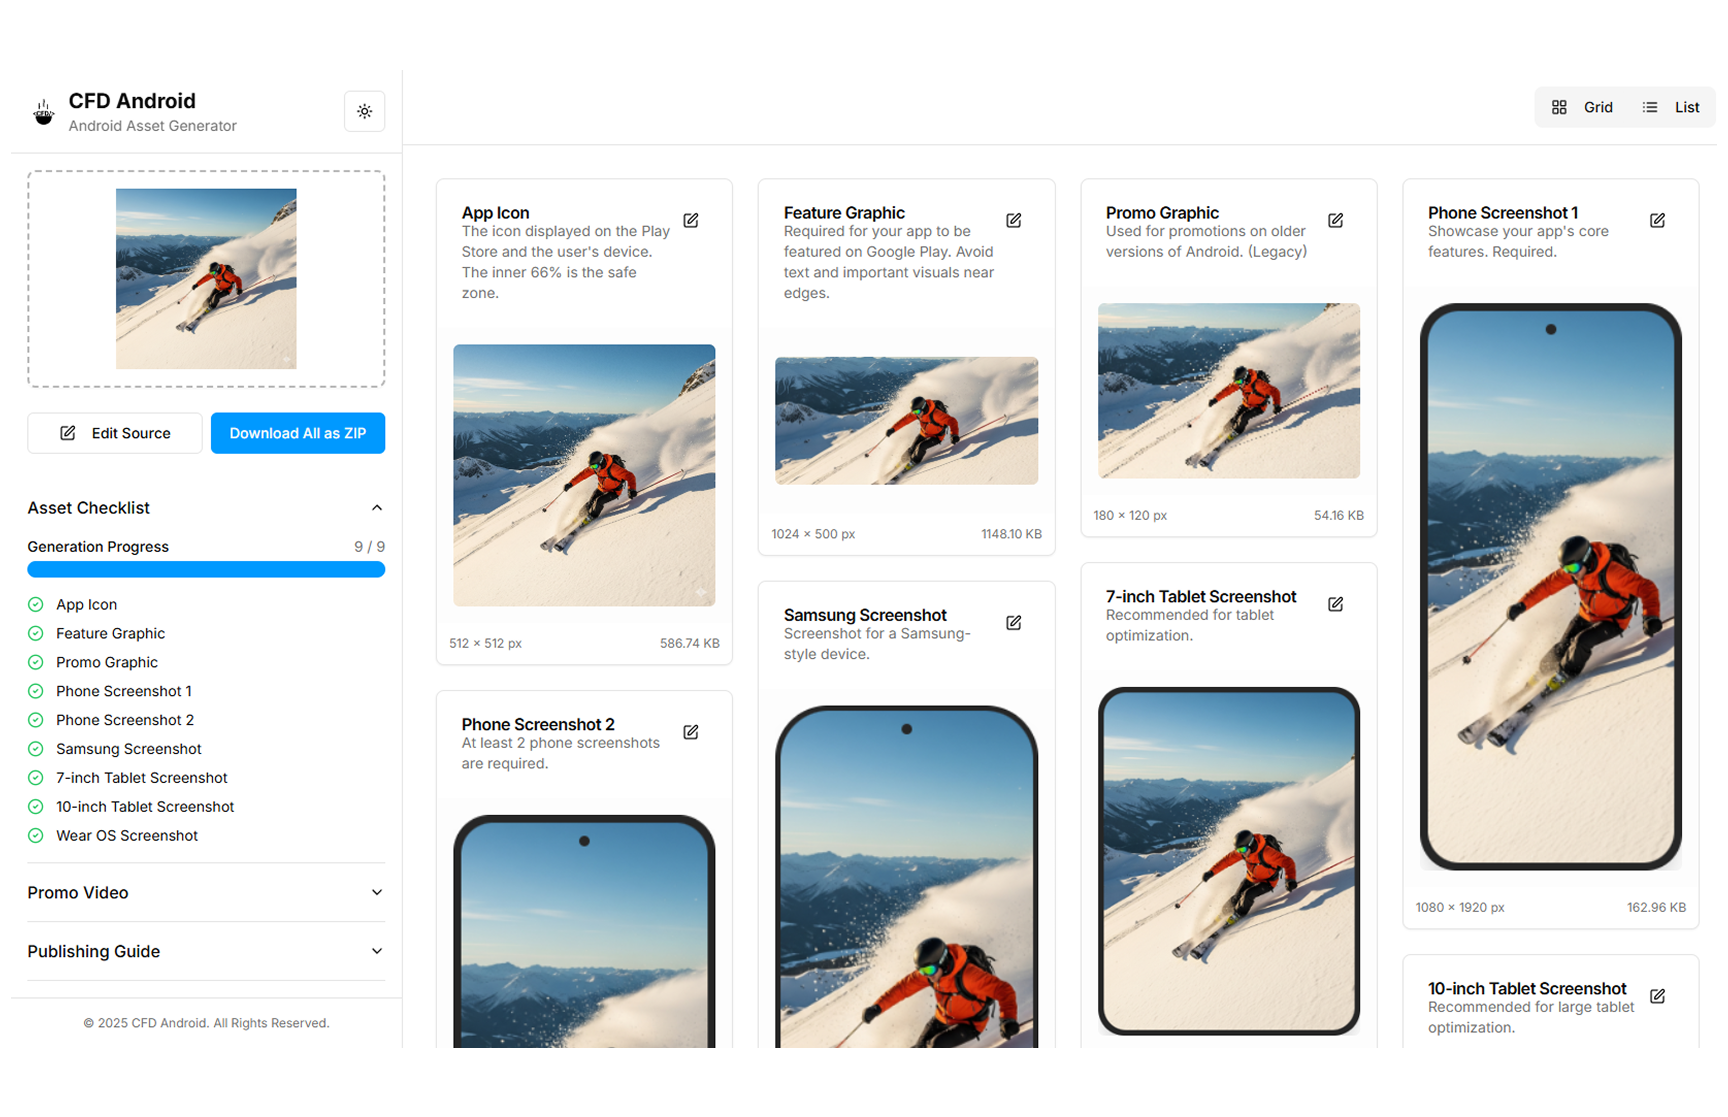 CFD Android
Android Asset Generator
Edit Source
Download All as ZIP
Asset Checklist
Generation Progress
9 / 9
App Icon
Feature Graphic
Promo Graphic
Phone Screenshot 1
Phone Screenshot 2
Samsung Screenshot
7-inch Tablet Screenshot
10-inch Tablet Screenshot
Wear OS Screenshot
Promo Video
Publishing Guide
© 2025 CFD Android. All Rights Reserved.
Grid
List
App Icon
The icon displayed on the Play
Store and the user's device.
The inner 66% is the safe
zone.
512 × 512 px
586.74 KB
Phone Screenshot 2
At least 2 phone screenshots
are required.
Feature Graphic
Required for your app to be
featured on Google Play. Avoid
text and important visuals near
edges.
1024 × 500 px
1148.10 KB
Samsung Screenshot
Screenshot for a Samsung-
style device.
Promo Graphic
Used for promotions on older
versions of Android. (Legacy)
180 × 120 px
54.16 KB
7-inch Tablet Screenshot
Recommended for tablet
optimization.
Phone Screenshot 1
Showcase your app's core
features. Required.
1080 × 1920 px
162.96 KB
10-inch Tablet Screenshot
Recommended for large tablet
optimization.